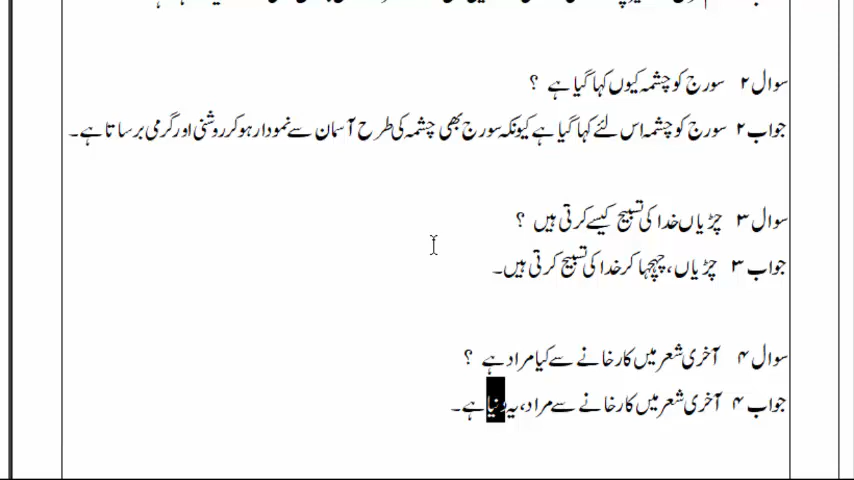 سوال ۲ سورج کو چشمہ کیوں کہا گیا ہے ؟
جواب ۲ سورج کو چشمہ اس لئے کہا گیا ہے کیونکہ سورج بھی چشمہ کی طرح آسمان سے نمودار ہوکر روشنی اور گرمی برساتا ہے۔
سوال ۳ چڑیاں خدا کی تسبیح کیسے کرتی ہیں ؟
جواب ۳ چڑیاں، چہچہا کر خدا کی تسبیح کرتی ہیں۔
سوال ۴ آخری شعر میں کارخانے سے کیا مراد ہے ؟
جواب ۴ آخری شعر میں کارخانے سے مراد، یہ دنیا ہے۔